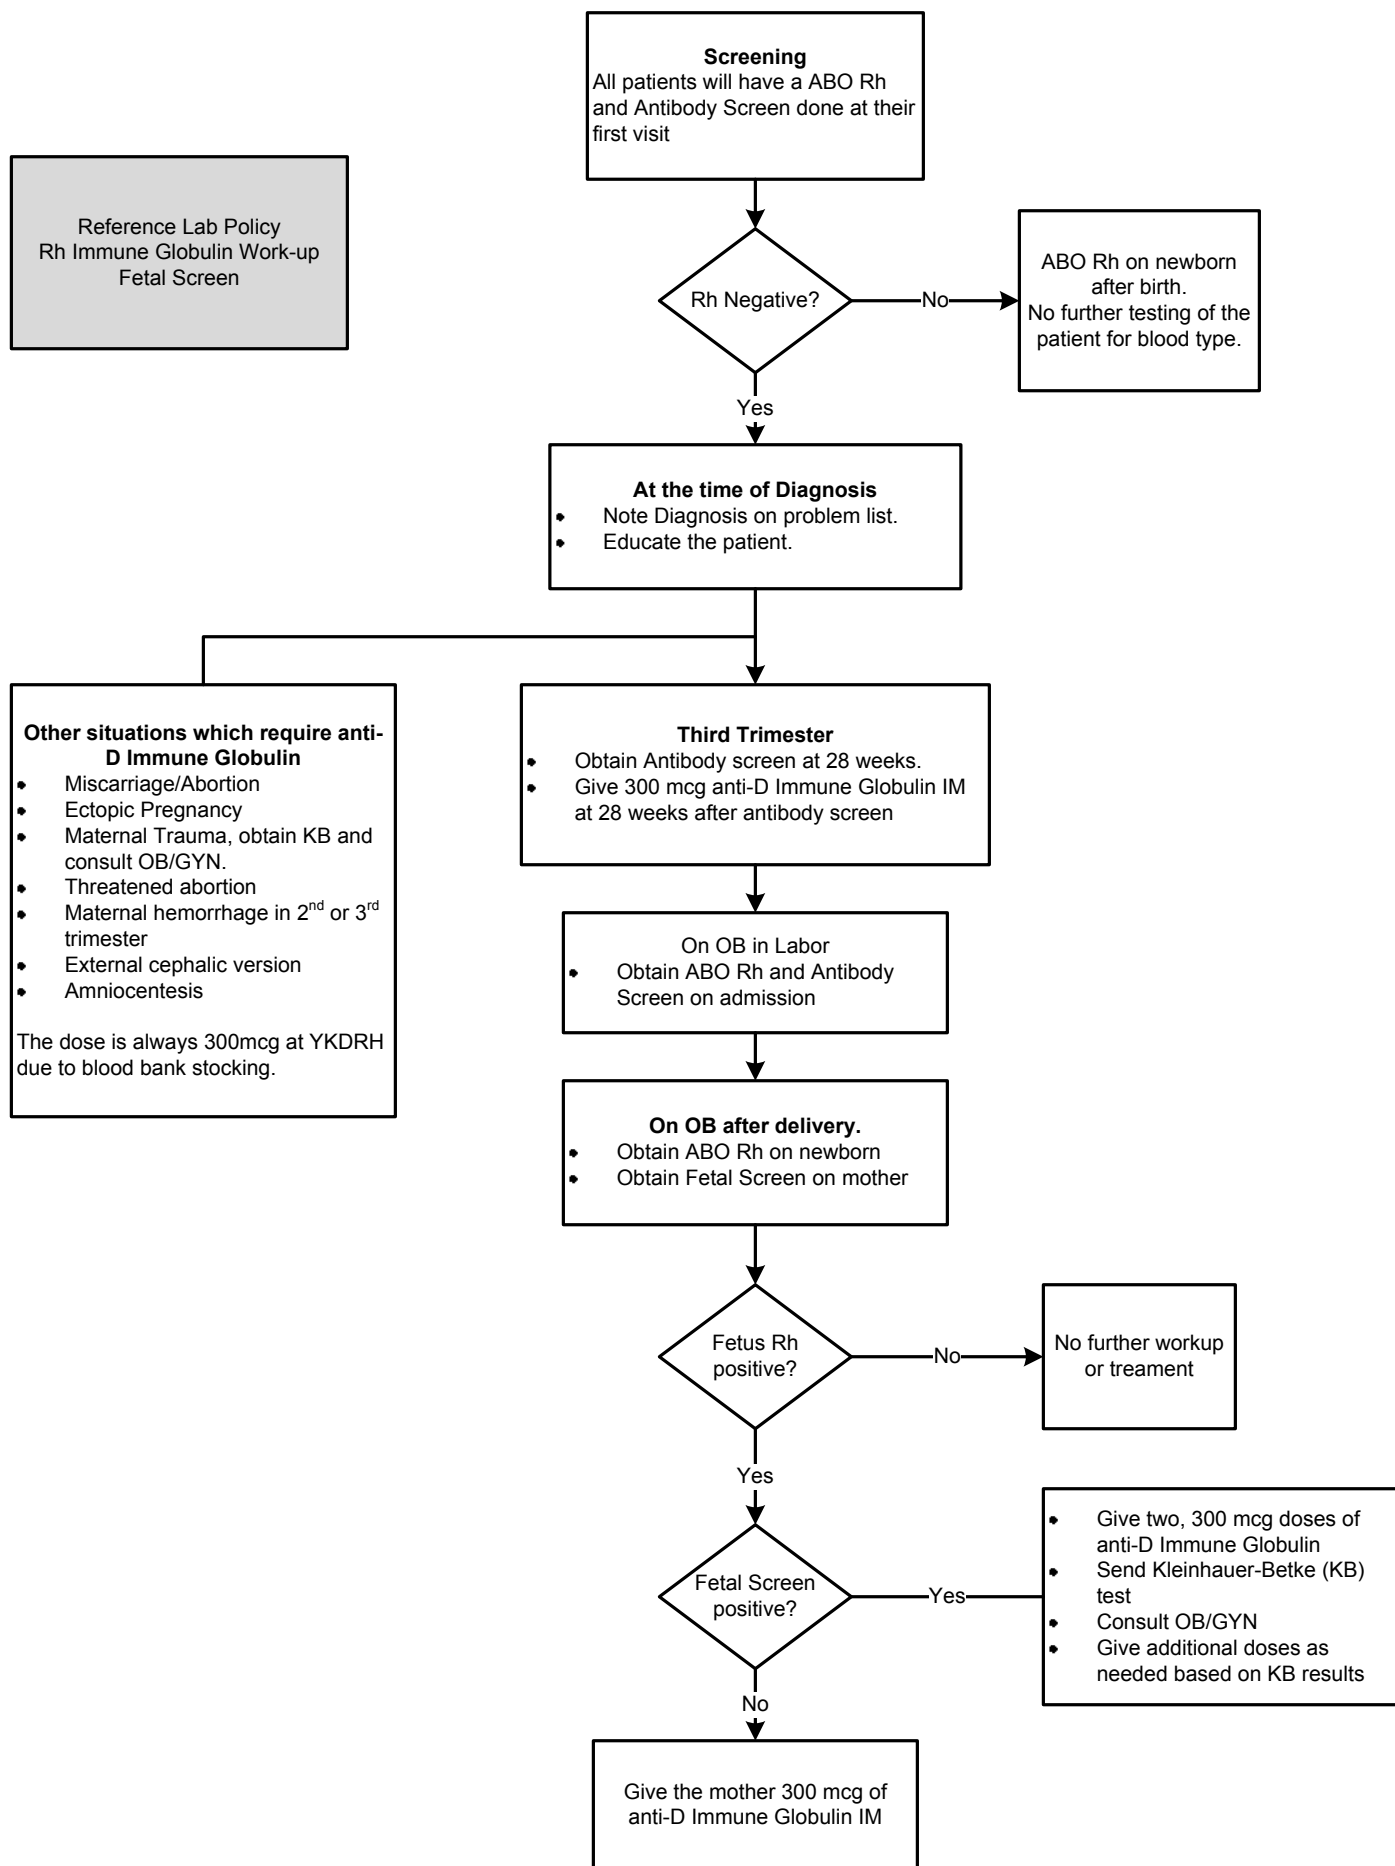 Screening
All patients will have a ABO Rh
and Antibody Screen done at their
first visit
Reference Lab Policy
Rh Immune Globulin Work-up
Fetal Screen
Rh Negative?
No
ABO Rh on newborn
after birth.
No further testing of the
patient for blood type.
Yes
At the time of Diagnosis
• Note Diagnosis on problem list.
• Educate the patient.
Other situations which require anti-
D Immune Globulin
• Miscarriage/Abortion
• Ectopic Pregnancy
• Maternal Trauma, obtain KB and
consult OB/GYN.
• Threatened abortion
• Maternal hemorrhage in 2nd or 3rd
trimester
• External cephalic version
• Amniocentesis
The dose is always 300mcg at YKDRH
due to blood bank stocking.
Third Trimester
• Obtain Antibody screen at 28 weeks.
• Give 300 mcg anti-D Immune Globulin IM
at 28 weeks after antibody screen
On OB in Labor
• Obtain ABO Rh and Antibody
Screen on admission
On OB after delivery.
• Obtain ABO Rh on newborn
• Obtain Fetal Screen on mother
Fetus Rh
positive?
No
No further workup
or treament
Yes
Fetal Screen
positive?
Yes
• Give two, 300 mcg doses of
anti-D Immune Globulin
• Send Kleinhauer-Betke (KB)
test
• Consult OB/GYN
• Give additional doses as
needed based on KB results
No
Give the mother 300 mcg of
anti-D Immune Globulin IM